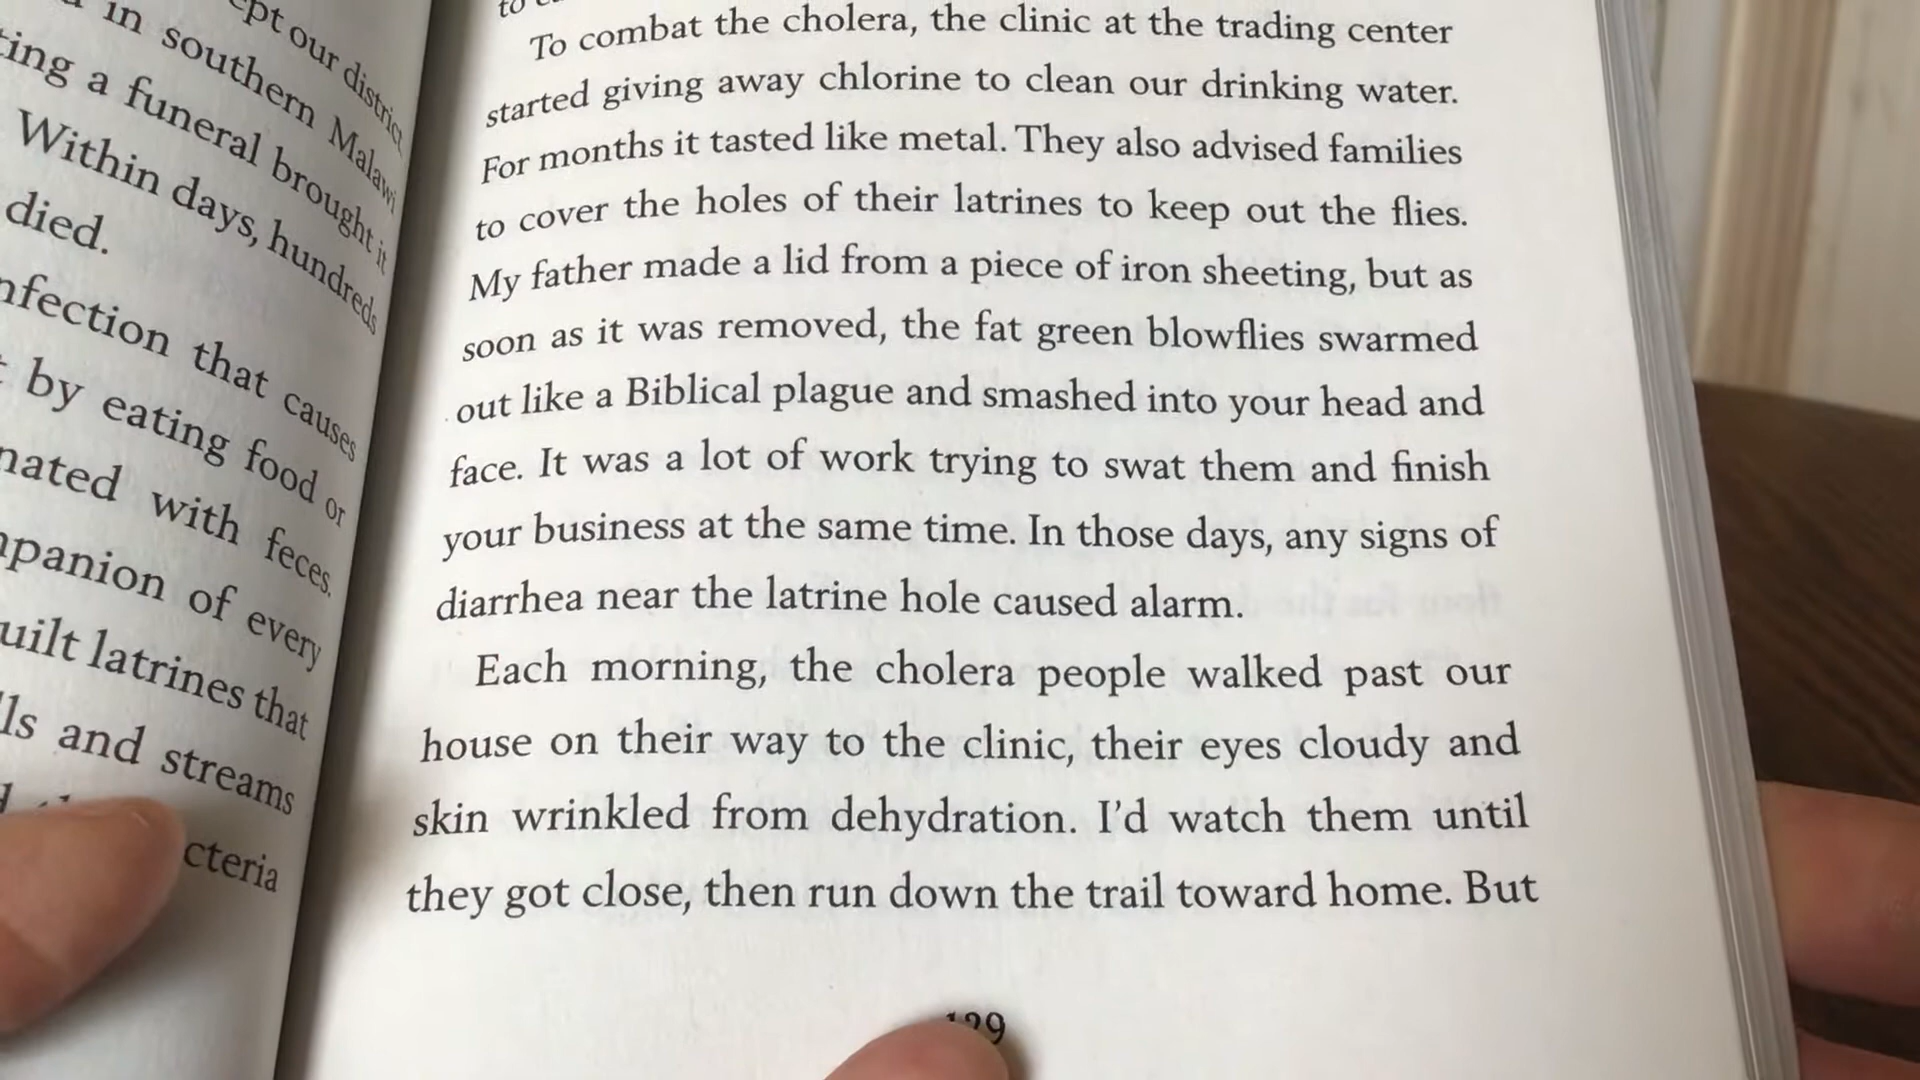 ept our district,
in southern Malawi
ting a funeral brought it
Within days, hundreds
died.
nfection that causes
by eating food or
nated with feces.
mpanion of every
uilt latrines that
lls and streams
cteria
to
To combat the cholera, the clinic at the trading center
started giving away chlorine to clean our drinking water.
For months it tasted like metal. They also advised families
to cover the holes of their latrines to keep out the flies.
My father made a lid from a piece of iron sheeting, but as
soon as it was removed, the fat green blowflies swarmed
out like a Biblical plague and smashed into your head and
face. It was a lot of work trying to swat them and finish
your business at the same time. In those days, any signs of
diarrhea near the latrine hole caused alarm.
Each morning, the cholera people walked past our
house on their way to the clinic, their eyes cloudy and
skin wrinkled from dehydration. I'd watch them until
they got close, then run down the trail toward home. But
129